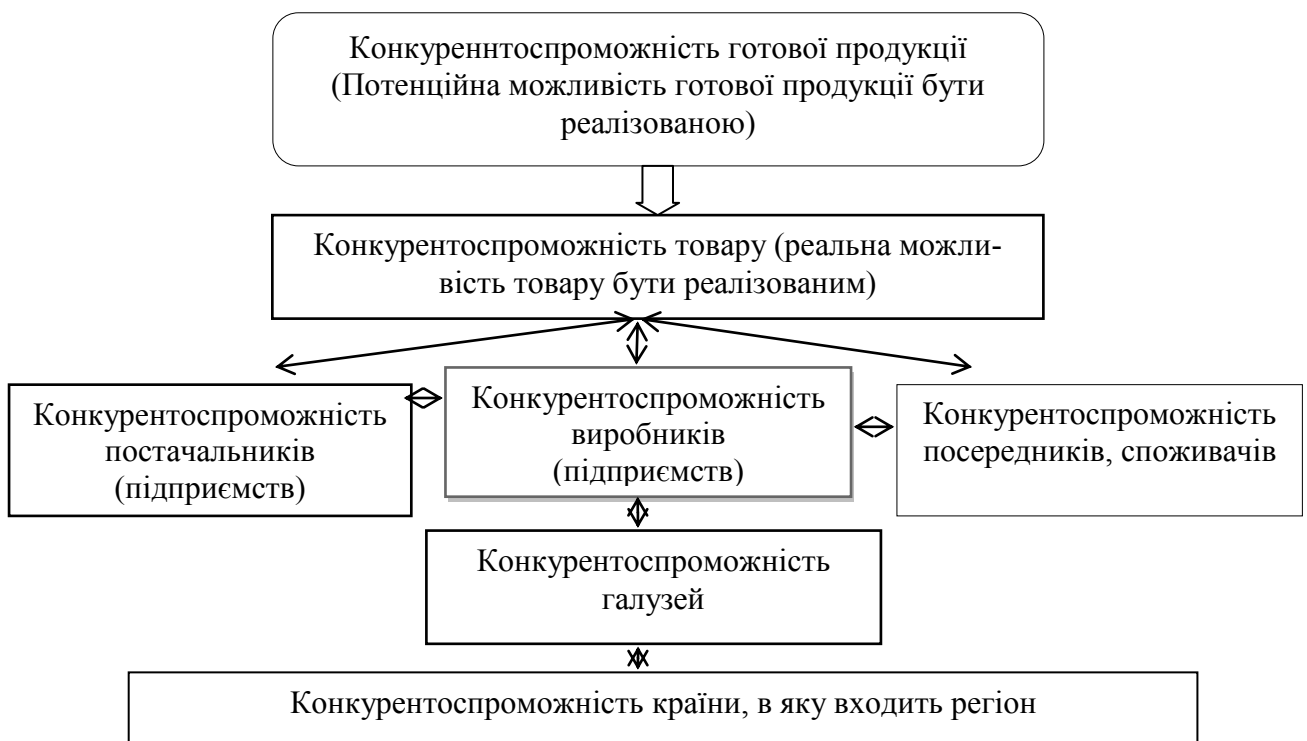 Конкуреннтоспроможність готової продукції
(Потенційна можливість готової продукції бути
реалізованою)
Конкурентоспроможність товару (реальна можли-
вість товару бути реалізованим)
Конкурентоспроможність
постачальників
(підприємств)
Конкурентоспроможність
виробників
(підприємств)
Конкурентоспроможність
посередників, споживачів
Конкурентоспроможність
галузей
Конкурентоспроможність країни, в яку входить регіон